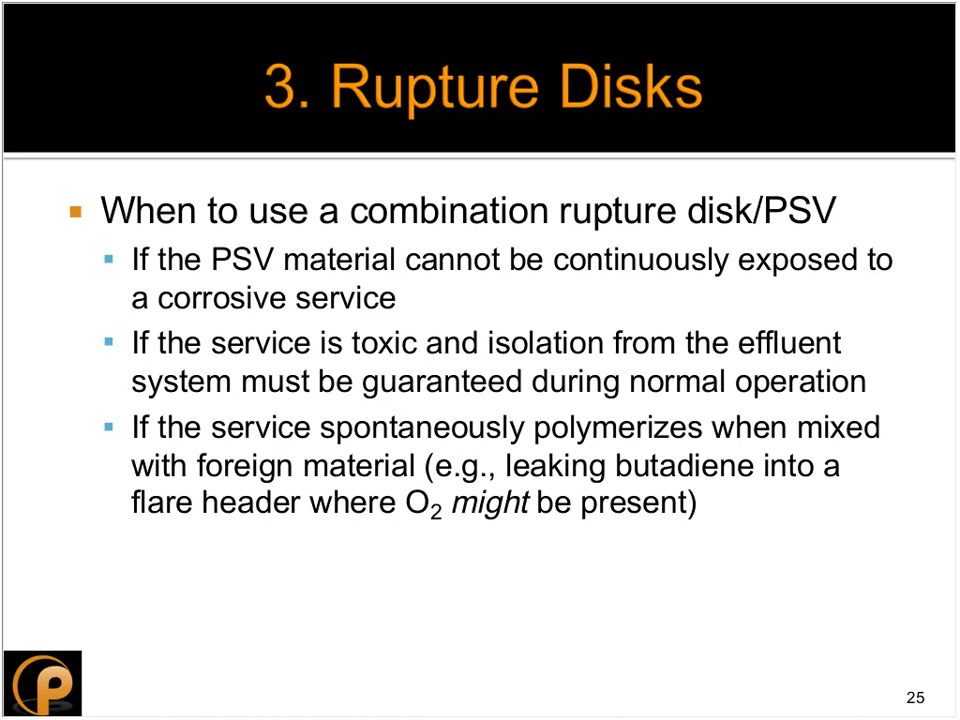 3. Rupture Disks
When to use a combination rupture disk/PSV
If the PSV material cannot be continuously exposed to
a corrosive service
If the service is toxic and isolation from the effluent
system must be guaranteed during normal operation
If the service spontaneously polymerizes when mixed
with foreign material (e.g., leaking butadiene into a
flare header where O₂ might be present)
P
25